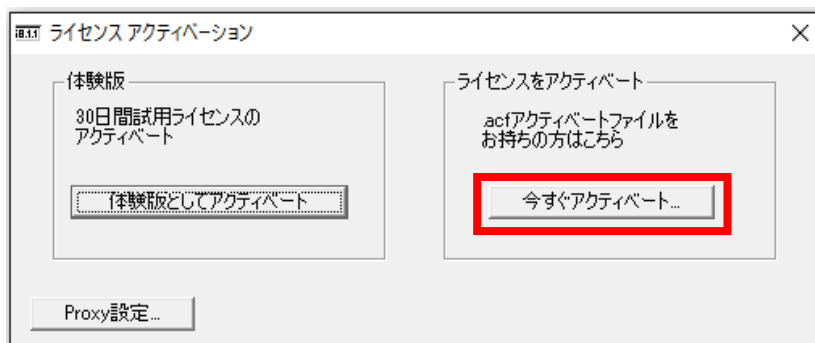 i8.1.1 ライセンス アクティベーション
体験版
30日間試用ライセンスの
アクティベート
体験版としてアクティベート
ライセンスをアクティベート
.acfアクティベートファイルを
お持ちの方はこちら
今すぐアクティベート...
Proxy設定...